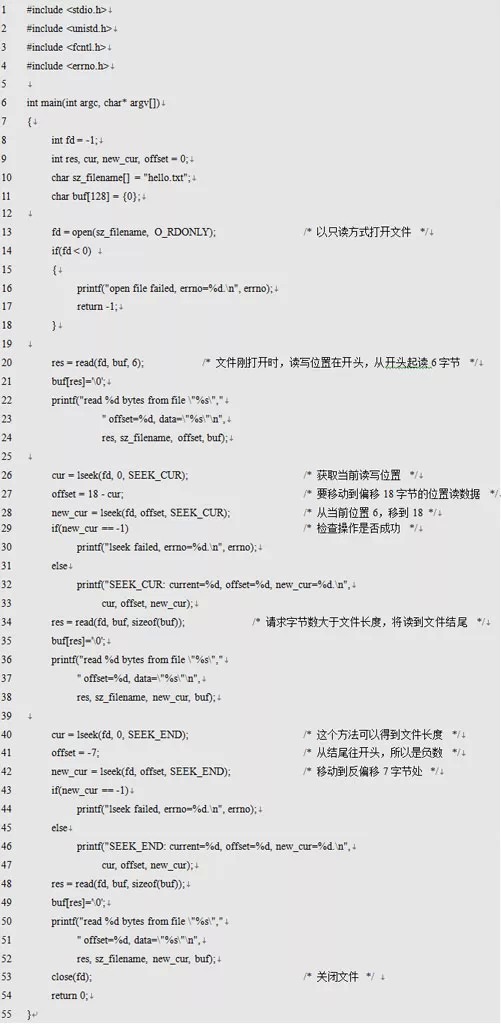 1 #include <stdio.h>↓
2 #include <unistd.h>↓
3 #include <fcntl.h>↓
4 #include <errno.h>↓
5 ↓
6 int main(int argc, char* argv[])↓
7 {↓
8 int fd = -1;↓
9 int res, cur, new_cur, offset = 0;↓
10 char sz_filename[] = "hello.txt";↓
11 char buf[128] = {0};↓
12 ↓
13 fd = open(sz_filename, O_RDONLY); /* 以只读方式打开文件 */↓
14 if(fd < 0) ↓
15 {↓
16 printf("open file failed, errno=%d.\n", errno);↓
17 return -1;↓
18 }↓
19 ↓
20 res = read(fd, buf, 6); /* 文件刚打开时，读写位置在开头，从开头起读 6 字节 */↓
21 buf[res]='\0';↓
22 printf("read %d bytes from file \"%s\","↓
23 " offset=%d, data=\"%s\"\n",↓
24 res, sz_filename, offset, buf);↓
25 ↓
26 cur = lseek(fd, 0, SEEK_CUR); /* 获取当前读写位置 */↓
27 offset = 18 - cur; /* 要移动到偏移 18 字节的位置读数据 */↓
28 new_cur = lseek(fd, offset, SEEK_CUR); /* 从当前位置 6，移到 18 */↓
29 if(new_cur == -1) /* 检查操作是否成功 */↓
30 printf("lseek failed, errno=%d.\n", errno);↓
31 else↓
32 printf("SEEK_CUR: current=%d, offset=%d, new_cur=%d.\n",↓
33 cur, offset, new_cur);↓
34 res = read(fd, buf, sizeof(buf)); /* 请求字节数大于文件长度，将读到文件结尾 */↓
35 buf[res]='\0';↓
36 printf("read %d bytes from file \"%s\","↓
37 " offset=%d, data=\"%s\"\n",↓
38 res, sz_filename, new_cur, buf);↓
39 ↓
40 cur = lseek(fd, 0, SEEK_END); /* 这个方法可以得到文件长度 */↓
41 offset = -7; /* 从结尾往开头，所以是负数 */↓
42 new_cur = lseek(fd, offset, SEEK_END); /* 移动到反偏移 7 字节处 */↓
43 if(new_cur == -1)↓
44 printf("lseek failed, errno=%d.\n", errno);↓
45 else↓
46 printf("SEEK_END: current=%d, offset=%d, new_cur=%d.\n",↓
47 cur, offset, new_cur);↓
48 res = read(fd, buf, sizeof(buf));↓
49 buf[res]='\0';↓
50 printf("read %d bytes from file \"%s\","↓
51 " offset=%d, data=\"%s\"\n",↓
52 res, sz_filename, new_cur, buf);↓
53 close(fd); /* 关闭文件 */ ↓
54 return 0;↓
55 }↵